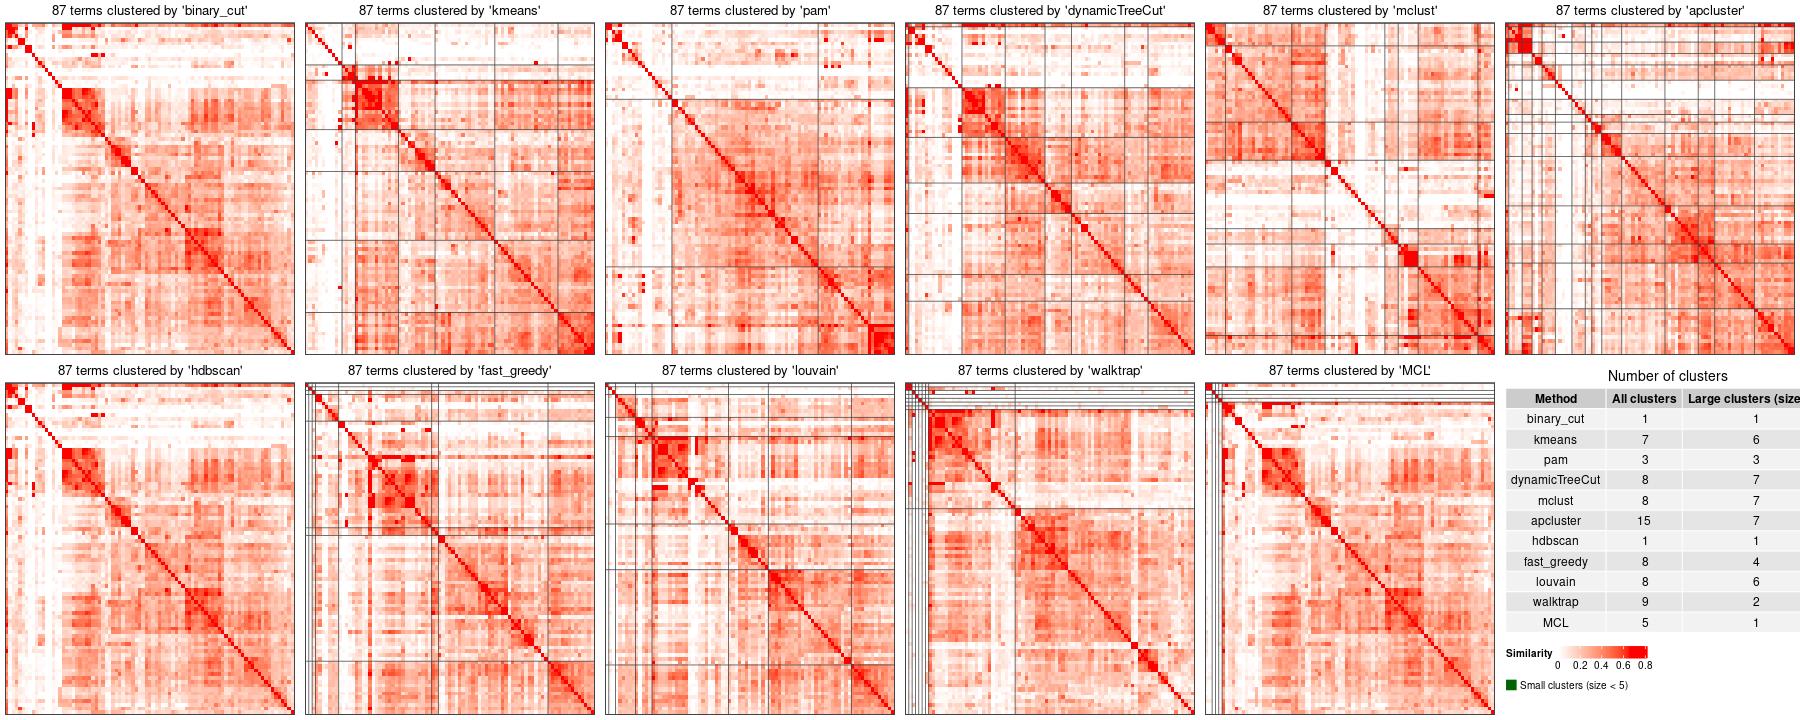 87 terms clustered by 'binary_cut'
87 terms clustered by 'kmeans'
87 terms clustered by 'pam'
87 terms clustered by 'dynamicTreeCut'
87 terms clustered by 'mclust'
87 terms clustered by 'apcluster'
87 terms clustered by 'hdbscan'
87 terms clustered by 'fast_greedy'
87 terms clustered by 'louvain'
87 terms clustered by 'walktrap'
87 terms clustered by 'MCL'
Number of clusters
Method All clusters Large clusters (size
binary_cut 1 1
kmeans 7 6
pam 3 3
dynamicTreeCut 8 7
mclust 8 7
apcluster 15 7
hdbscan 1 1
fast_greedy 8 4
louvain 8 6
walktrap 9 2
MCL 5 1
Similarity
0 0.2 0.4 0.6 0.8
Small clusters (size < 5)